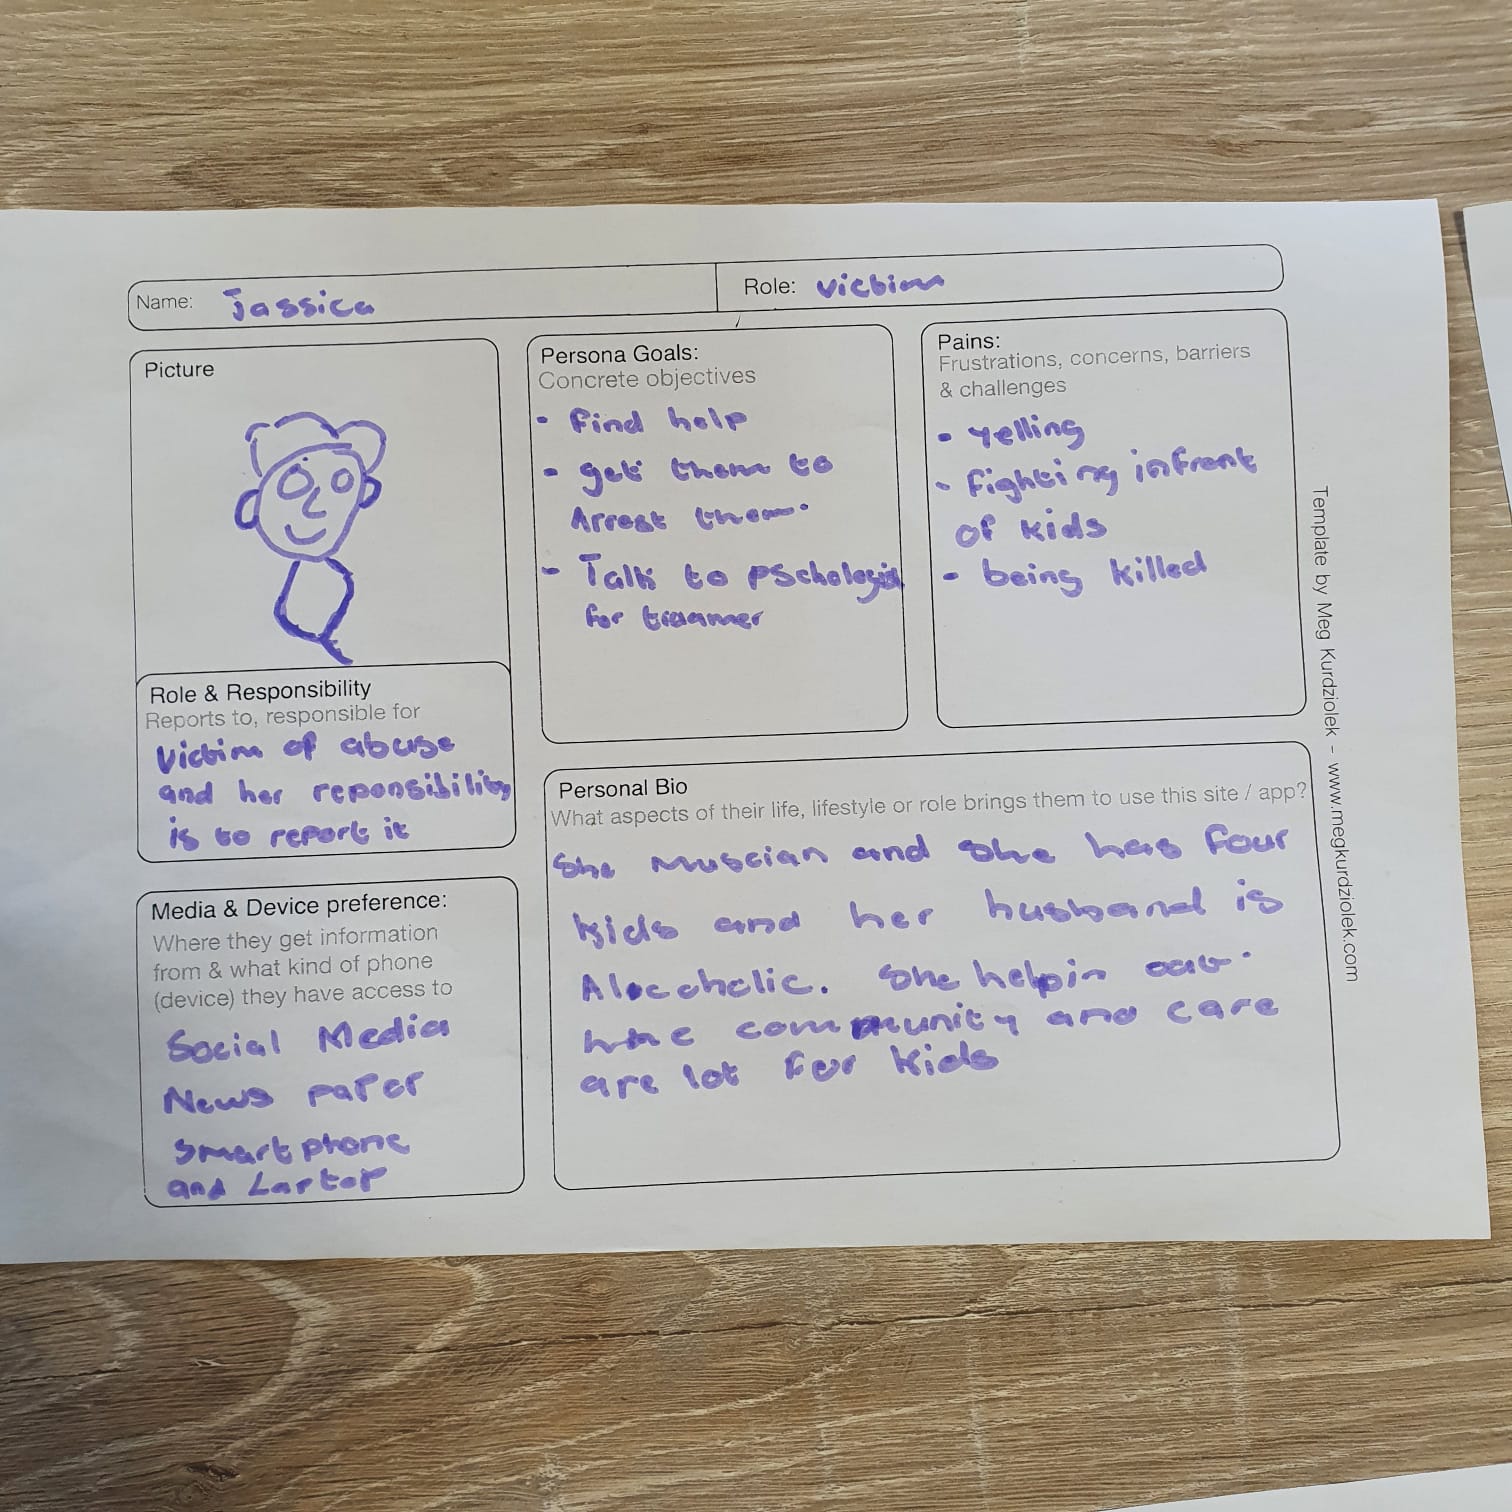 Name: Jassica
Role: victim
Picture
Role & Responsibility
Reports to, responsible for
Victim of abuse
and her reponsibility
is to report it
Media & Device preference:
Where they get information
from & what kind of phone
(device) they have access to
Social Media
News paper
Smart phone
and Laptop
Persona Goals:
Concrete objectives
- find help
- get them to
Arrest them.
- Talk to pschologist
for traamer
Pains:
Frustrations, concerns, barriers
& challenges
- Yelling
- fighting infront
of kids
- being killed
Personal Bio
What aspects of their life, lifestyle or role brings them to use this site / app?
She Muscian and She has four
Kids and her husband is
Alocoholic. She helpin
community and care
are lot for kids
Template by Meg Kurdziolek - www.megkurdziolek.com